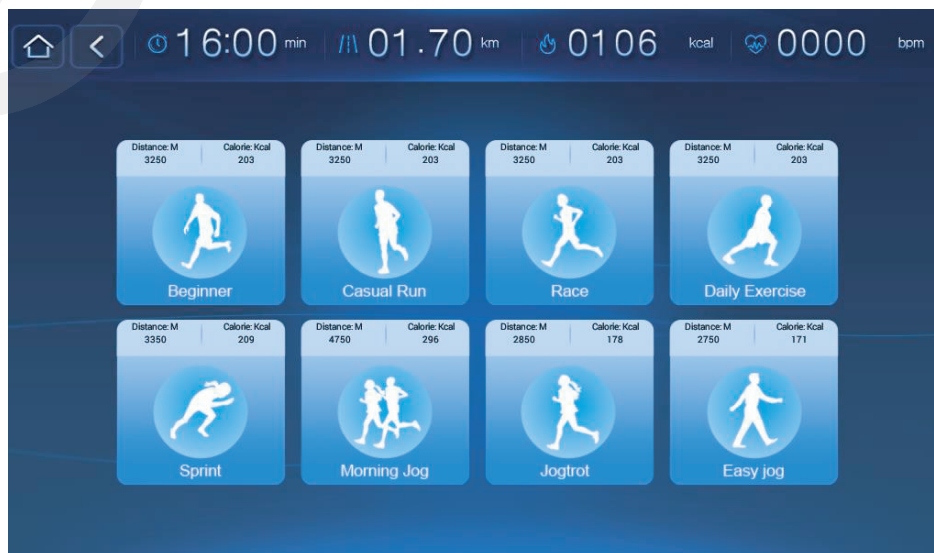 16:00 min 01.70 km 0106 kcal 0000 bpm
Distance: M Calorie: Kcal
3250 203
Beginner
Distance: M Calorie: Kcal
3250 203
Casual Run
Distance: M Calorie: Kcal
3250 203
Race
Distance: M Calorie: Kcal
3250 203
Daily Exercise
Distance: M Calorie: Kcal
3350 209
Sprint
Distance: M Calorie: Kcal
4750 296
Morning Jog
Distance: M Calorie: Kcal
2850 178
Jogtrot
Distance: M Calorie: Kcal
2750 171
Easy jog